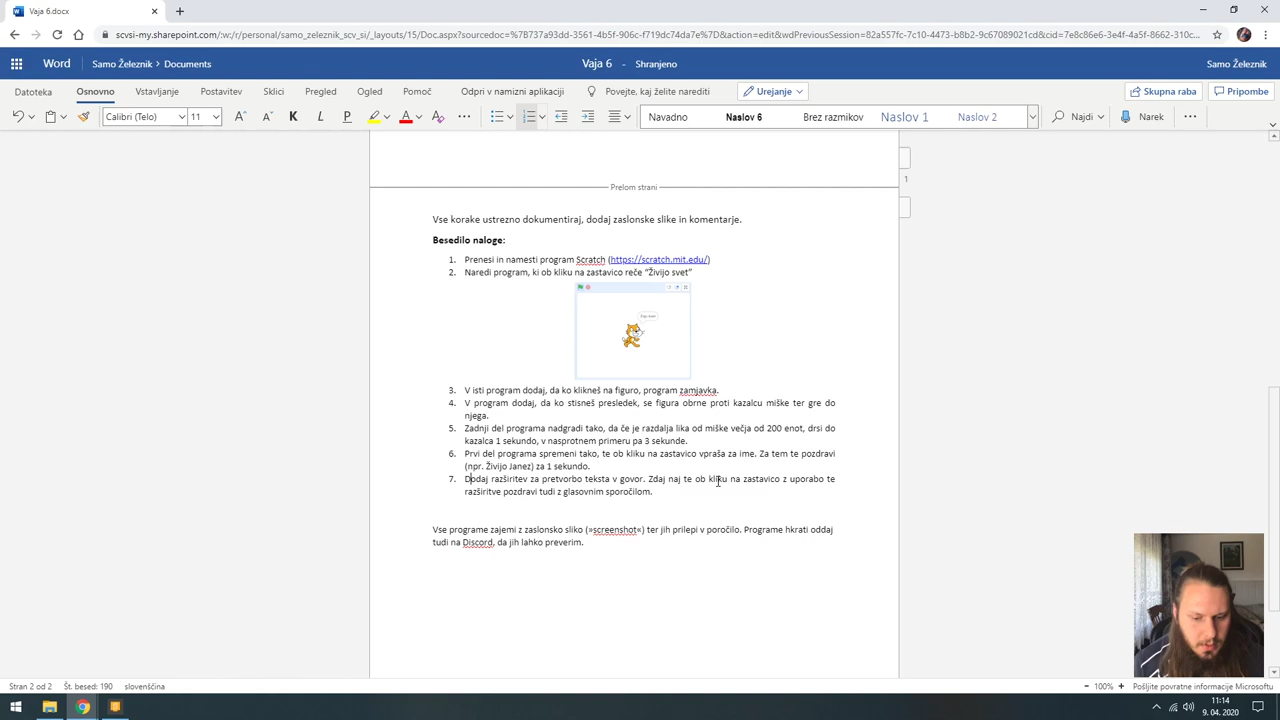 Vaja 6.docx
scvsi-my.sharepoint.com/:w:/r/personal/samo_zeleznik_scv_si/_layouts/15/Doc.aspx?sourcedoc=%7B737a93dd-3561-4b5f-906c-f719dc74da7e%7D&action=edit&wdPreviousSession=82a557fc-7c10-4473-b8b2-9c67089021cd&cid=7e8c86e6-3e4f-4a5f-8662-310c...
Word Samo Železnik > Documents Vaja 6 - Shranjeno Samo Železnik
Datoteka Osnovno Vstavljanje Postavitev Sklici Pregled Ogled Pomoč Odpri v namizni aplikaciji Povejte, kaj želite narediti Urejanje Skupna raba Pripombe
Calibri (Telo) 11 A A K L P A Navadno Naslov 6 Brez razmikov Naslov 1 Naslov 2 Najdi Narek
Prelom strani
1
Vse korake ustrezno dokumentiraj, dodaj zaslonske slike in komentarje.
Besedilo naloge:
1. Prenesi in namesti program Scratch (https://scratch.mit.edu/)
2. Naredi program, ki ob kliku na zastavico reče “Živijo svet”
3. V isti program dodaj, da ko klikneš na figuro, program zamjavka.
4. V program dodaj, da ko stisneš presledek, se figura obrne proti kazalcu miške ter gre do
njega.
5. Zadnji del programa nadgradi tako, da če je razdalja lika od miške večja od 200 enot, drsi do
kazalca 1 sekundo, v nasprotnem primeru pa 3 sekunde.
6. Prvi del programa spremeni tako, te ob kliku na zastavico vpraša za ime. Za tem te pozdravi
(npr. Živijo Janez) za 1 sekundo.
7. Dodaj razširitev za pretvorbo teksta v govor. Zdaj naj te ob kliku na zastavico z uporabo te
razširitve pozdravi tudi z glasovnim sporočilom.
Vse programe zajemi z zaslonsko sliko (»screenshot«) ter jih prilepi v poročilo. Programe hkrati oddaj
tudi na Discord, da jih lahko preverim.
Stran 2 od 2 Št. besed: 190 slovenščina 100% Pošljite povratne informacije Microsoftu
11:14
9. 04. 2020